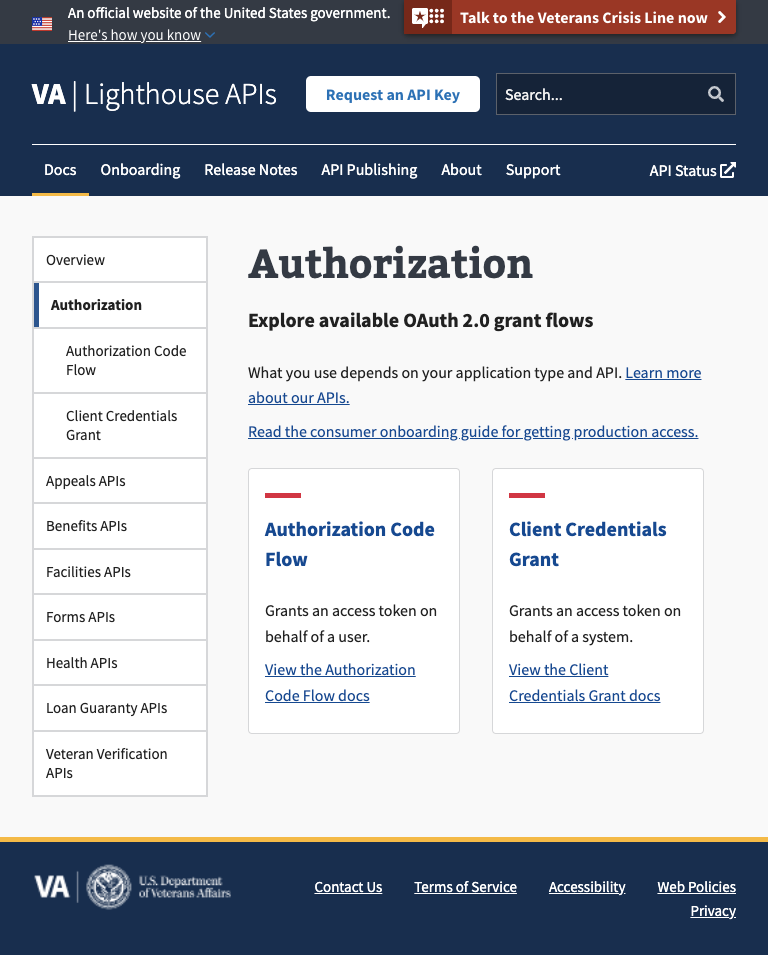 An official website of the United States government.
Here's how you know
Talk to the Veterans Crisis Line now
VA | Lighthouse APIs
Request an API Key
Search...
Docs
Onboarding
Release Notes
API Publishing
About
Support
API Status
Overview
Authorization
Authorization Code
Flow
Client Credentials
Grant
Appeals APIs
Benefits APIs
Facilities APIs
Forms APIs
Health APIs
Loan Guaranty APIs
Veteran Verification
APIs
Authorization
Explore available OAuth 2.0 grant flows
What you use depends on your application type and API. Learn more
about our APIs.
Read the consumer onboarding guide for getting production access.
Authorization Code
Flow
Grants an access token on
behalf of a user.
View the Authorization
Code Flow docs
Client Credentials
Grant
Grants an access token on
behalf of a system.
View the Client
Credentials Grant docs
VA
U.S. Department
of Veterans Affairs
Contact Us
Terms of Service
Accessibility
Web Policies
Privacy